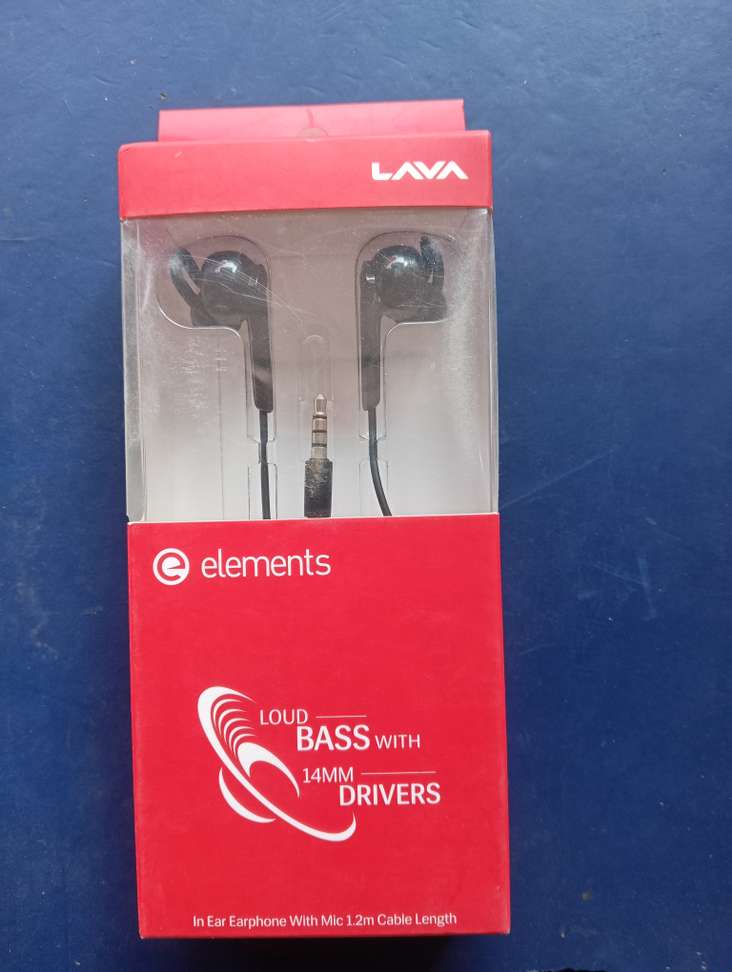 LAVA
e elements
LOUD
BASS WITH
14MM
DRIVERS
In Ear Earphone With Mic 1.2m Cable Length